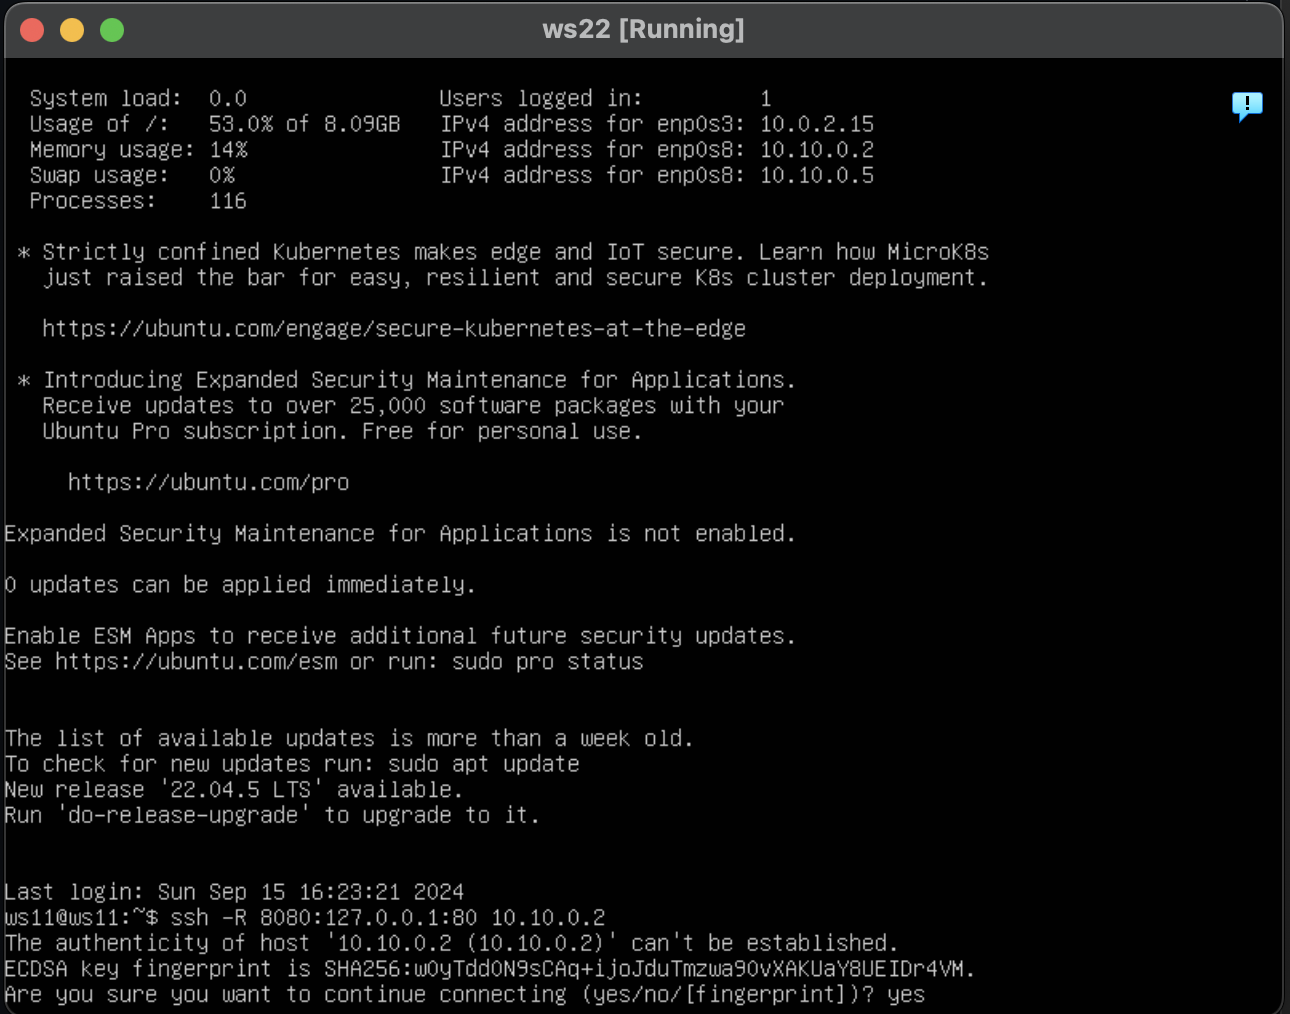 ws22 [Running]
System load: 0.0 Users logged in: 1
Usage of /: 53.0% of 8.09GB IPv4 address for enp0s3: 10.0.2.15
Memory usage: 14% IPv4 address for enp0s8: 10.10.0.2
Swap usage: 0% IPv4 address for enp0s8: 10.10.0.5
Processes: 116
* Strictly confined Kubernetes makes edge and IoT secure. Learn how MicroK8s
just raised the bar for easy, resilient and secure K8s cluster deployment.
https://ubuntu.com/engage/secure-kubernetes-at-the-edge
* Introducing Expanded Security Maintenance for Applications.
Receive updates to over 25,000 software packages with your
Ubuntu Pro subscription. Free for personal use.
https://ubuntu.com/pro
Expanded Security Maintenance for Applications is not enabled.
0 updates can be applied immediately.
Enable ESM Apps to receive additional future security updates.
See https://ubuntu.com/esm or run: sudo pro status
The list of available updates is more than a week old.
To check for new updates run: sudo apt update
New release '22.04.5 LTS' available.
Run 'do-release-upgrade' to upgrade to it.
Last login: Sun Sep 15 16:23:21 2024
ws11@ws11:~$ ssh -R 8080:127.0.0.1:80 10.10.0.2
The authenticity of host '10.10.0.2 (10.10.0.2)' can't be established.
ECDSA key fingerprint is SHA256:wOyTddON9sCAq+ijoJduTmzwa9OvXAKUaY8UEIDr4VM.
Are you sure you want to continue connecting (yes/no/[fingerprint])? yes